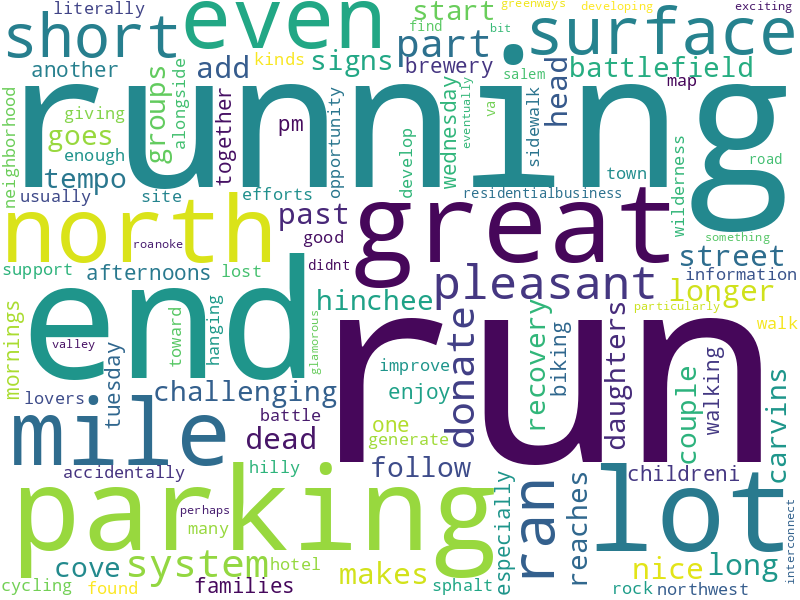 literally
even
start
greenways
developing
exciting
short
find
bit
surface
part
signs
kinds
another
add
brewery
salem
battlefield
map
running
neighborhood
giving
goes
groups
alongside
together
pm
opportunity
develop
wednesday
eventually
va
sidewalk
head
enough
tempo
usually
site
efforts
town
road
residentialbusiness
wilderness
north
past
great
something
roanoke
good
street
support
afternoons
lost
didnt
pleasant
information
end
hinchee
longer
mornings
valley
toward
hanging
glamorous
run
particularly
walk
lovers
tuesday
improve
donate
recovery
biking
daughters
couple
walking
carvins
challenging
enjoy
mile
battle
one
generate
dead
accidentally
hilly
follow
childreni
parking
perhaps
many
especially
ran
reaches
lot
interconnect
cove
system
hotel
makes
nice
long
cycling
found
families
sphalt
rock
northwest